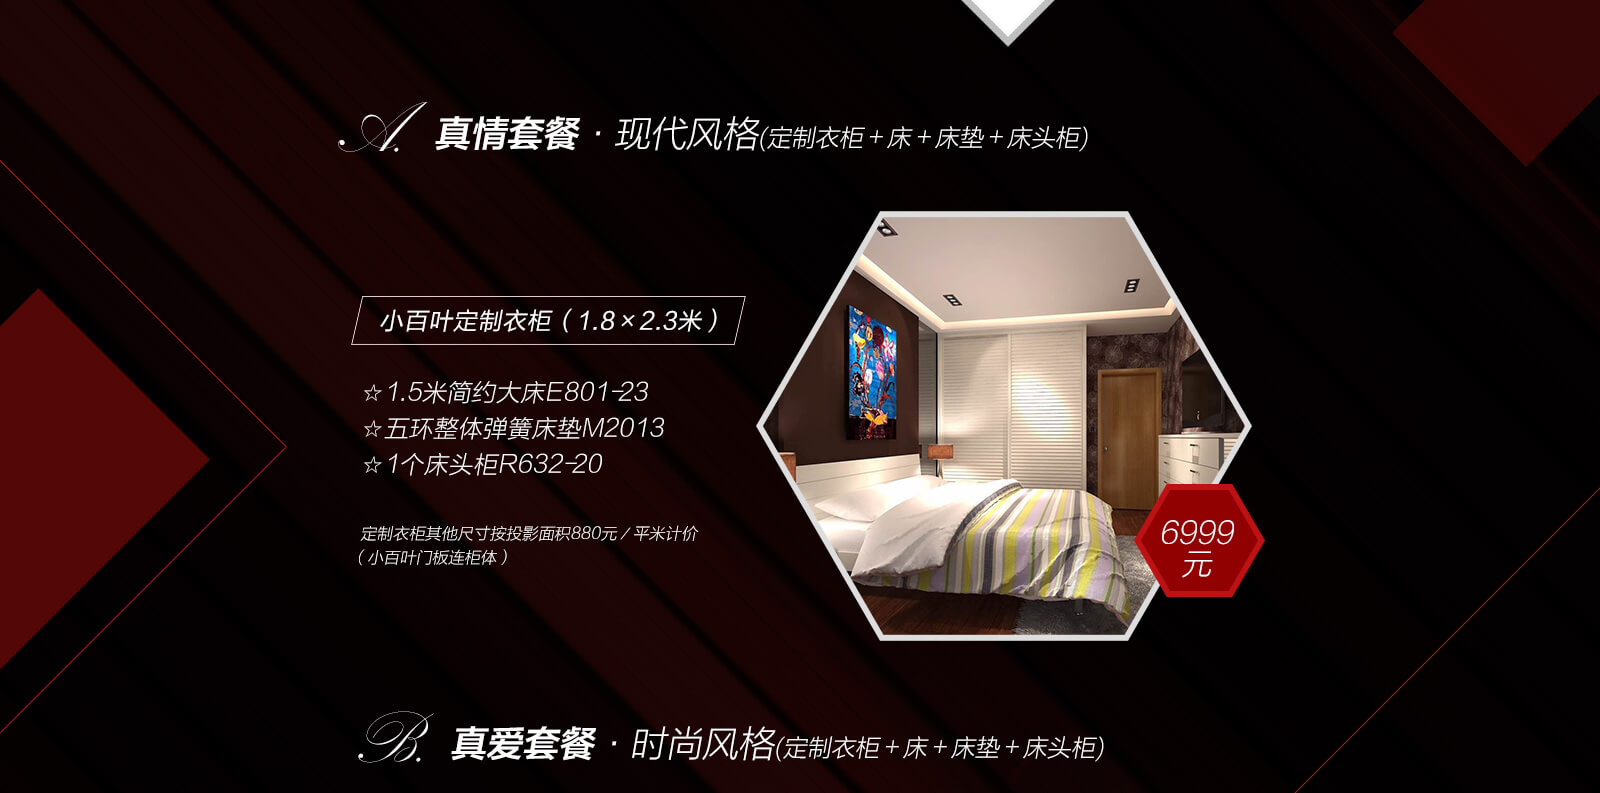 A. 真情套餐 · 现代风格(定制衣柜+床+床垫+床头柜)
小百叶定制衣柜（1.8×2.3米）
☆1.5米简约大床E801-23
☆五环整体弹簧床垫M2013
☆1个床头柜R632-20
定制衣柜其他尺寸按投影面积880元／平米计价
（小百叶门板连柜体）
6999
元
B. 真爱套餐 · 时尚风格(定制衣柜+床+床垫+床头柜)